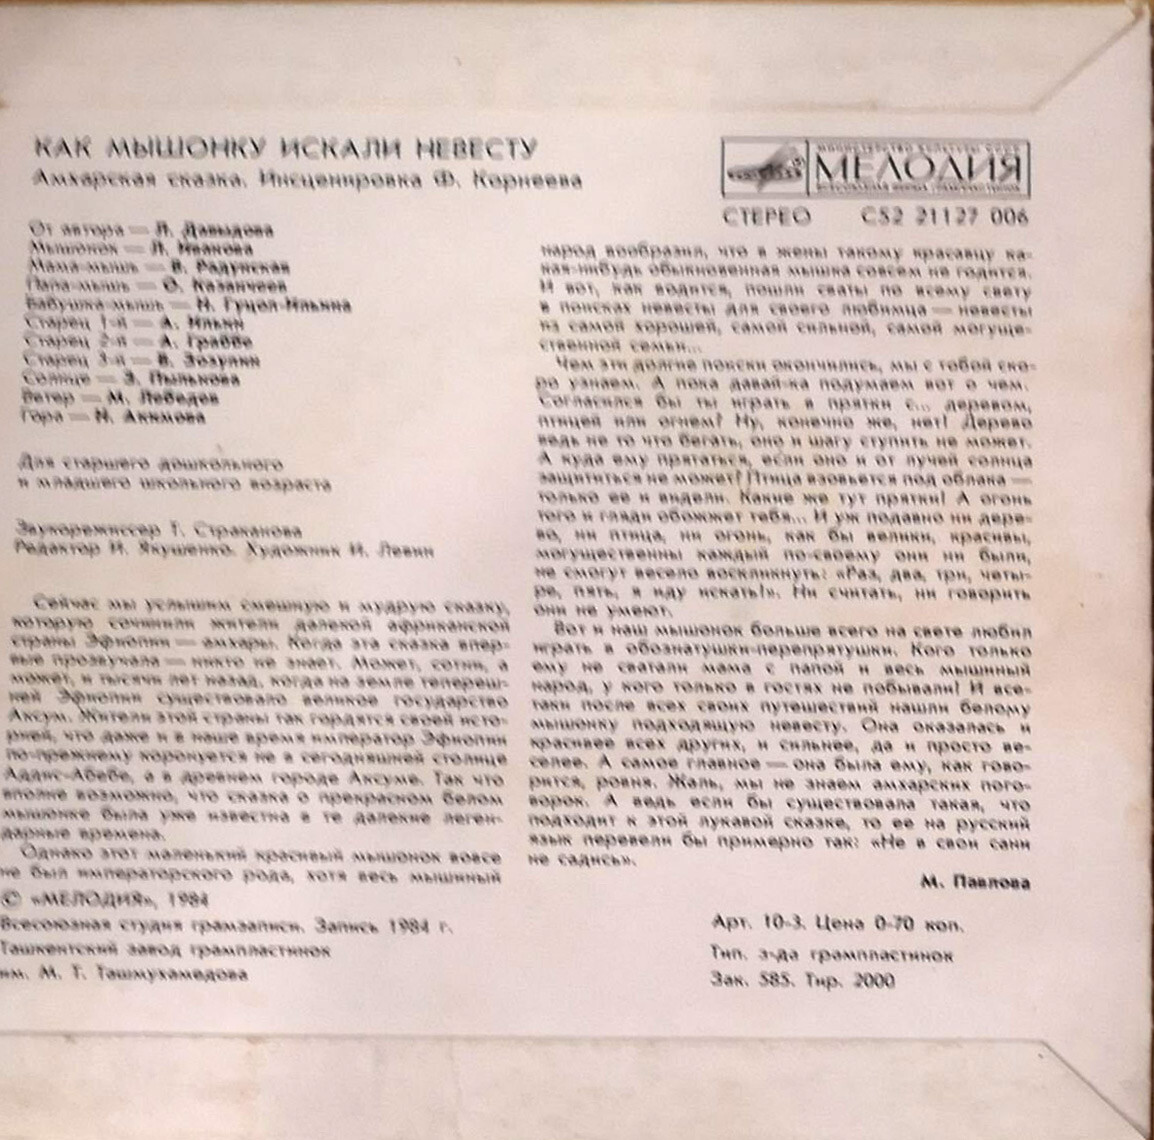 КАК МЫШОНКУ ИСКАЛИ НЕВЕСТУ
Амхарская сказка. Инсценировка Ф. Корнеева
От автора — Л. Давыдова
Мышонок — Л. Ивакова
Мама-мышь — В. Радунская
Папа-мышь — О. Казанчеев
Бабушка-мышь — Н. Гуцол-Ильина
Старец 1-й — А. Ильин
Старец 2-й — А. Граббе
Старец 3-й — В. Зозулин
Солнце — З. Пылькова
Ветер — М. Лебедев
Гора — Н. Акимова
Для старшего дошкольного
и младшего школьного возраста
Звукорежиссер Т. Страканова
Редактор И. Якушенко. Художник И. Левин
Сейчас мы услышим смешную и мудрую сказку,
которую сочинили жители далекой африканской
страны Эфиопии — амхары. Когда эта сказка впер-
вые прозвучала — никто не знает. Может, сотни, а
может, и тысячи лет назад, когда на земле тепереш-
ней Эфиопии существовало великое государство
Аксум. Жители этой страны так гордятся своей исто-
рией, что даже и в наше время император Эфиопии
по-прежнему коронуется не в сегодняшней столице
Аддис-Абебе, а в древнем городе Аксуме. Так что
вполне возможно, что сказка о прекрасном белом
мышонке была уже известна в те далекие леген-
дарные времена.
Однако этот маленький красивый мышонок вовсе
не был императорского рода, хотя весь мышиный
© «МЕЛОДИЯ», 1984
Всесоюзная студия грамзаписи. Запись 1984 г.
Ташкентский завод грампластинок
им. М. Т. Ташмухамедова
МИНИСТЕРСТВО КУЛЬТУРЫ СССР
МЕЛОДИЯ
ВСЕСОЮЗНАЯ ФИРМА ГРАМПЛАСТИНОК
СТЕРЕО С52 21127 006
народ вообразил, что в жены такому красавцу ка-
кая-нибудь обыкновенная мышка совсем не годится.
И вот, как водится, пошли сваты по всему свету
в поисках невесты для своего любимца — невесты
из самой хорошей, самой сильной, самой могуще-
ственной семьи...
Чем эти долгие поиски окончились, мы с тобой ско-
ро узнаем. А пока давай-ка подумаем вот о чем.
Согласился бы ты играть в прятки с... деревом,
птицей или огнем? Ну, конечно же, нет! Дерево
ведь не то что бегать, оно и шагу ступить не может.
А куда ему прятаться, если оно и от лучей солнца
защититься не может? Птица взовьется под облака —
только ее и видели. Какие же тут прятки! А огонь
того и гляди обожжет тебя... И уж подавно ни дере-
во, ни птица, ни огонь, как бы велики, красивы,
могущественны каждый по-своему они ни были,
не смогут весело воскликнуть: «Раз, два, три, четы-
ре, пять, я иду искать!». Ни считать, ни говорить
они не умеют.
Вот и наш мышонок больше всего на свете любил
играть в обознатушки-перепрятушки. Кого только
ему не сватали мама с папой и весь мышиный
народ, у кого только в гостях не побывали! И все-
таки после всех своих путешествий нашли белому
мышонку подходящую невесту. Она оказалась и
красивее всех других, и сильнее, да и просто ве-
селее. А самое главное — она была ему, как гово-
рится, ровня. Жаль, мы не знаем амхарских пого-
ворок. А ведь если бы существовала такая, что
подходит к этой лукавой сказке, то ее на русский
язык перевели бы примерно так: «Не в свои сани
не садись».
М. Павлова
Арт. 10-3. Цена 0-70 коп.
Тип. з-да грампластинок
Зак. 585. Тир. 2000